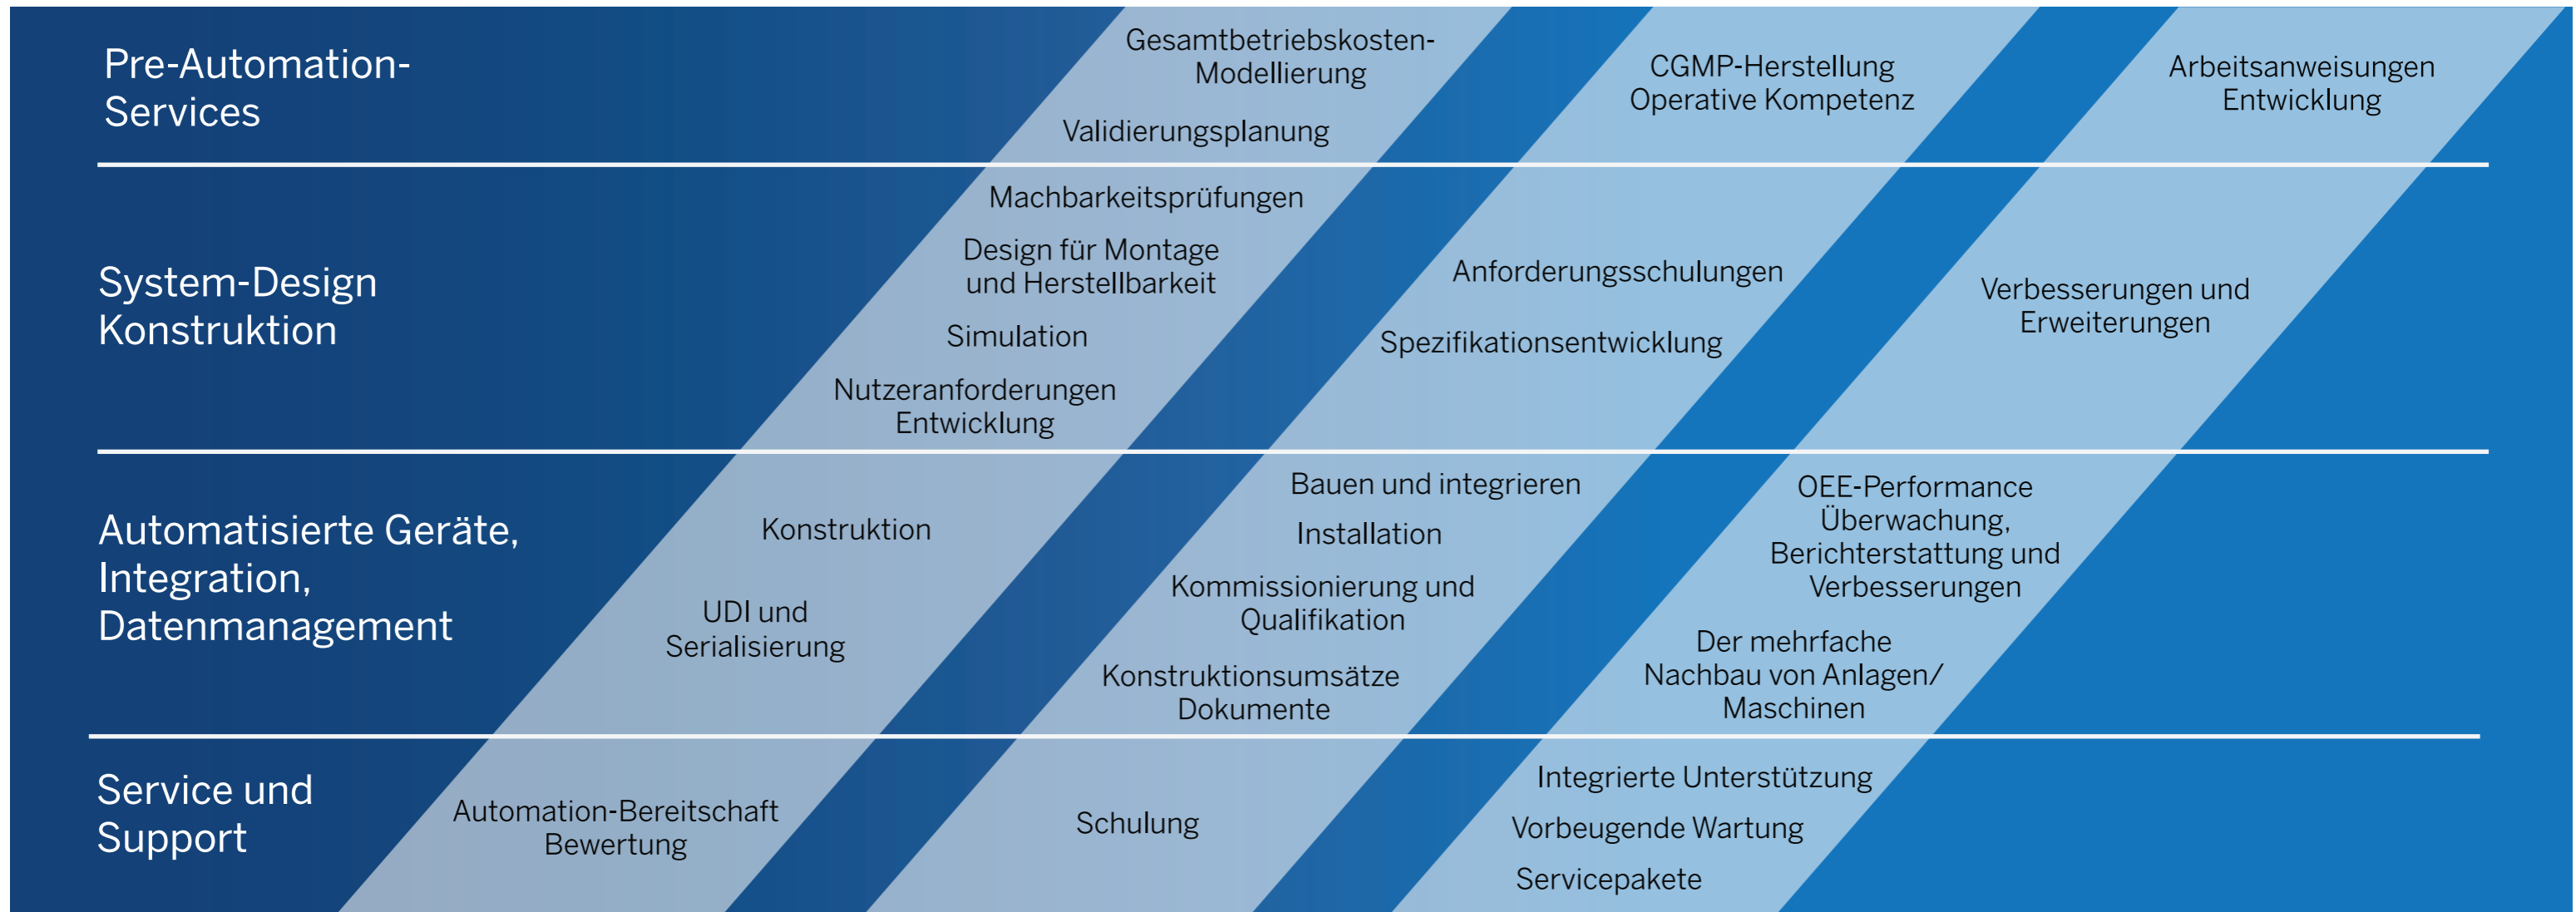 Pre-Automation-
Services
Gesamtbetriebskosten-
Modellierung
Validierungsplanung
CGMP-Herstellung
Operative Kompetenz
Arbeitsanweisungen
Entwicklung
System-Design
Konstruktion
Machbarkeitsprüfungen
Design für Montage
und Herstellbarkeit
Simulation
Nutzeranforderungen
Entwicklung
Anforderungsschulungen
Spezifikationsentwicklung
Verbesserungen und
Erweiterungen
Automatisierte Geräte,
Integration,
Datenmanagement
Konstruktion
UDI und
Serialisierung
Bauen und integrieren
Installation
Kommissionierung und
Qualifikation
Konstruktionsumsätze
Dokumente
OEE-Performance
Überwachung,
Berichterstattung und
Verbesserungen
Der mehrfache
Nachbau von Anlagen/
Maschinen
Service und
Support
Automation-Bereitschaft
Bewertung
Schulung
Integrierte Unterstützung
Vorbeugende Wartung
Servicepakete